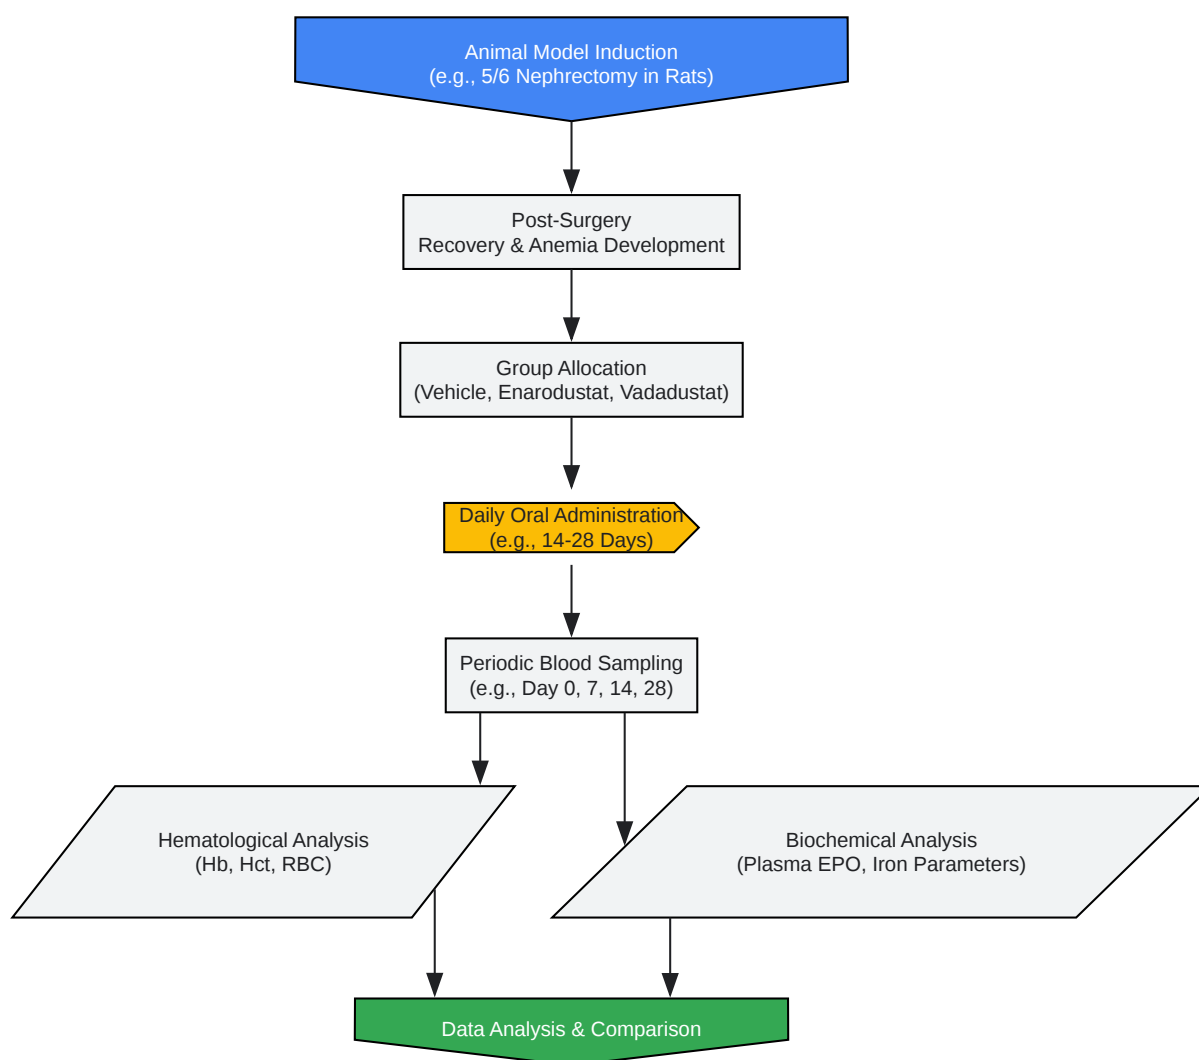 Animal Model Induction
(e.g., 5/6 Nephrectomy in Rats)
Post-Surgery
Recovery & Anemia Development
Group Allocation
(Vehicle, Enarodustat, Vadadustat)
Daily Oral Administration
(e.g., 14-28 Days)
Periodic Blood Sampling
(e.g., Day 0, 7, 14, 28)
Hematological Analysis
(Hb, Hct, RBC)
Biochemical Analysis
(Plasma EPO, Iron Parameters)
Data Analysis & Comparison